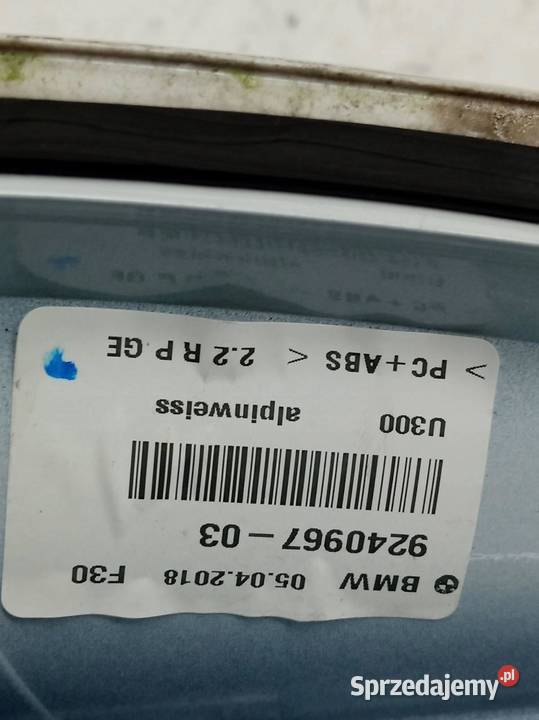 BMW 05.04.2018 F30
9240967-03
U300 alpinweiss
> PC+ABS < 2.2 R P GE
Sprzedajemy.pl